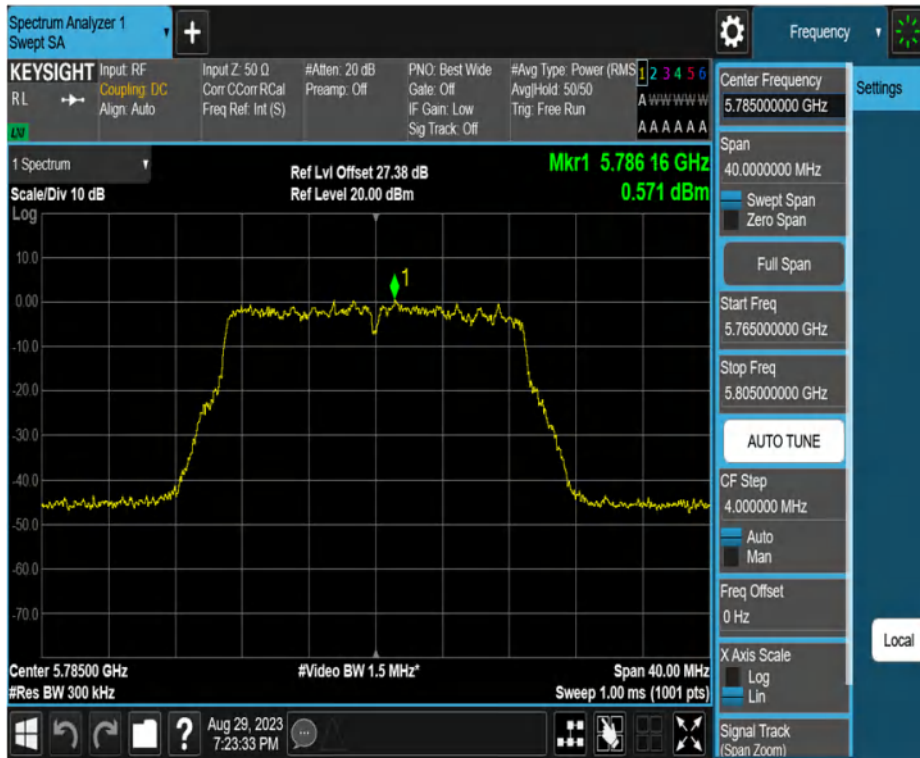 Spectrum Analyzer 1
Swept SA
Frequency
KEYSIGHT
R L
LXI
Input: RF
Coupling: DC
Align: Auto
Input Z: 50 Ω
Corr CCorr RCal
Freq Ref: Int (S)
#Atten: 20 dB
Preamp: Off
PNO: Best Wide
Gate: Off
IF Gain: Low
Sig Track: Off
#Avg Type: Power (RMS
Avg|Hold: 50/50
Trig: Free Run
1 2 3 4 5 6
A W W W W W
A A A A A A
1 Spectrum
Scale/Div 10 dB
Ref Lvl Offset 27.38 dB
Ref Level 20.00 dBm
Mkr1 5.786 16 GHz
0.571 dBm
Log
10.0
0.00
-10.0
-20.0
-30.0
-40.0
-50.0
-60.0
-70.0
1
Center 5.78500 GHz
#Res BW 300 kHz
#Video BW 1.5 MHz*
Span 40.00 MHz
Sweep 1.00 ms (1001 pts)
Aug 29, 2023
7:23:33 PM
?
Center Frequency
5.785000000 GHz
Span
40.0000000 MHz
Swept Span
Zero Span
Full Span
Start Freq
5.765000000 GHz
Stop Freq
5.805000000 GHz
AUTO TUNE
CF Step
4.000000 MHz
Auto
Man
Freq Offset
0 Hz
X Axis Scale
Log
Lin
Signal Track
(Span Zoom)
Settings
Local